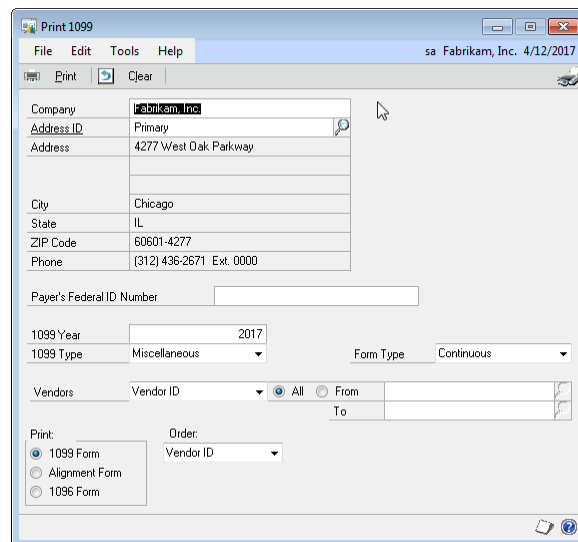 Print 1099
File Edit Tools Help sa Fabrikam, Inc. 4/12/2017
Print Clear
Company Fabrikam, Inc.
Address ID Primary
Address 4277 West Oak Parkway
City Chicago
State IL
ZIP Code 60601-4277
Phone (312) 436-2671 Ext. 0000
Payer's Federal ID Number
1099 Year 2017
1099 Type Miscellaneous Form Type Continuous
Vendors Vendor ID All From
To
Print: Order:
1099 Form Vendor ID
Alignment Form
1096 Form